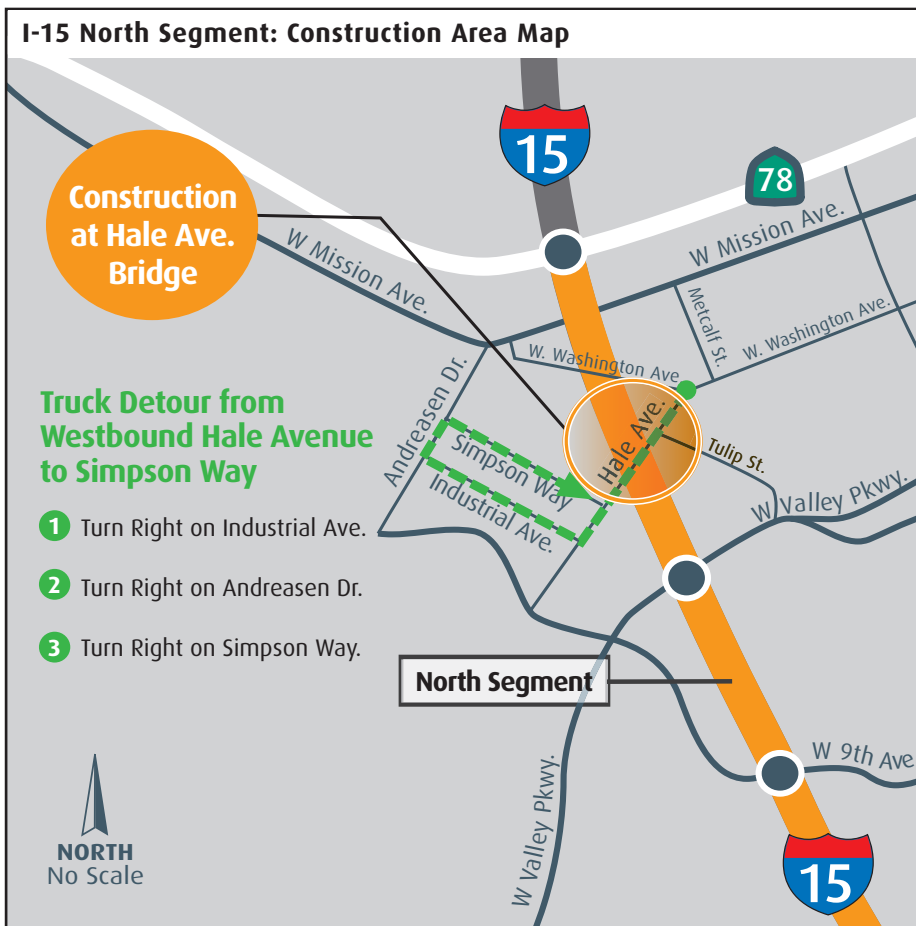 I-15 North Segment: Construction Area Map
15
78
Construction
at Hale Ave.
Bridge
W Mission Ave.
W Mission Ave.
Metcalf St.
W. Washington Ave
W. Washington Ave.
Truck Detour from
Westbound Hale Avenue
to Simpson Way
Andreasen Dr.
Hale Ave.
Simpson Way
Tulip St.
Industrial Ave.
W Valley Pkwy.
1 Turn Right on Industrial Ave.
2 Turn Right on Andreasen Dr.
3 Turn Right on Simpson Way.
North Segment
W 9th Ave
W Valley Pkwy.
NORTH
No Scale
15